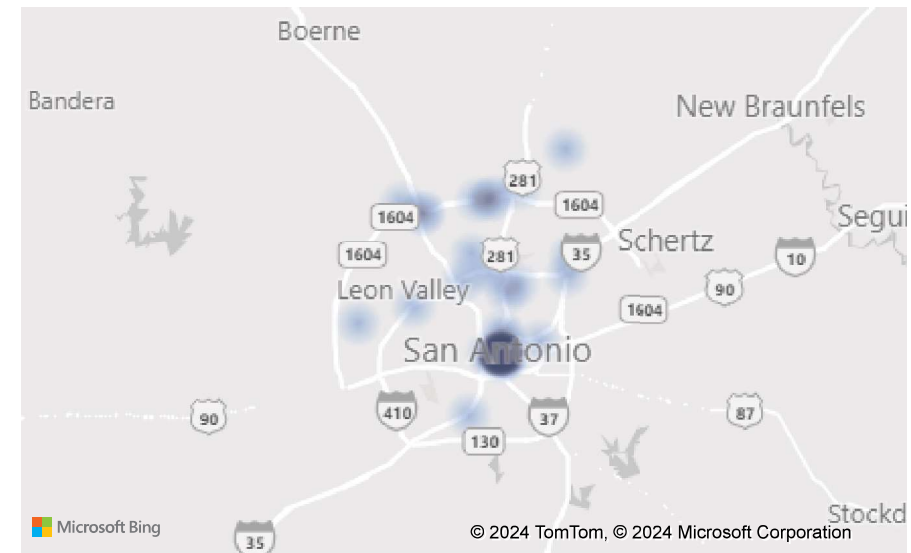 Boerne
Bandera
New Braunfels
281
1604
1604
Segui
1604
281
35
Schertz
10
Leon Valley
90
1604
San Antonio
410
37
90
87
130
Stockd
Microsoft Bing
© 2024 TomTom, © 2024 Microsoft Corporation
35